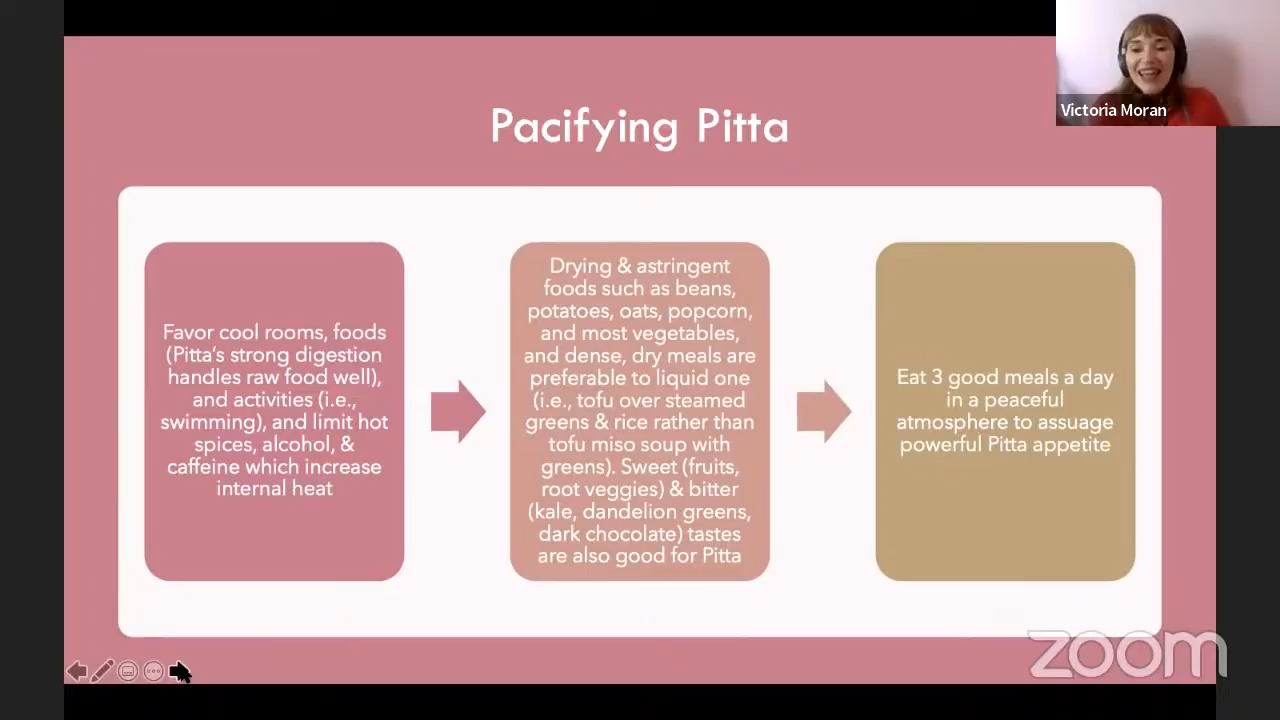 Victoria Moran
Pacifying Pitta
Favor cool rooms, foods
(Pitta's strong digestion
handles raw food well),
and activities (i.e.,
swimming), and limit hot
spices, alcohol, &
caffeine which increase
internal heat
Drying & astringent
foods such as beans,
potatoes, oats, popcorn,
and most vegetables,
and dense, dry meals are
preferable to liquid one
(i.e., tofu over steamed
greens & rice rather than
tofu miso soup with
greens). Sweet (fruits,
root veggies) & bitter
(kale, dandelion greens,
dark chocolate) tastes
are also good for Pitta
Eat 3 good meals a day
in a peaceful
atmosphere to assuage
powerful Pitta appetite
zoom